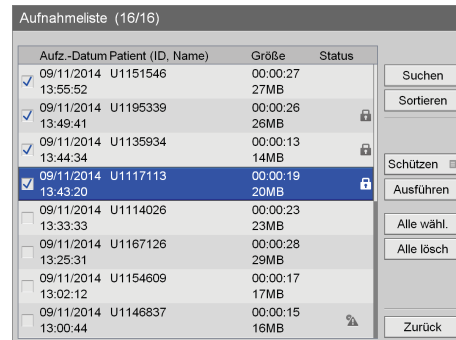 Aufnahmeliste (16/16)
Aufz.-Datum Patient (ID, Name) Größe Status
09/11/2014 U1151546 00:00:27
13:55:52 27MB
09/11/2014 U1195339 00:00:26
13:49:41 26MB
09/11/2014 U1135934 00:00:13
13:44:34 14MB
09/11/2014 U1117113 00:00:19
13:43:20 20MB
09/11/2014 U1114026 00:00:23
13:33:33 23MB
09/11/2014 U1167126 00:00:28
13:25:31 29MB
09/11/2014 U1154609 00:00:17
13:02:12 17MB
09/11/2014 U1146837 00:00:15
13:00:44 16MB
Suchen
Sortieren
Schützen
Ausführen
Alle wähl.
Alle lösch
Zurück